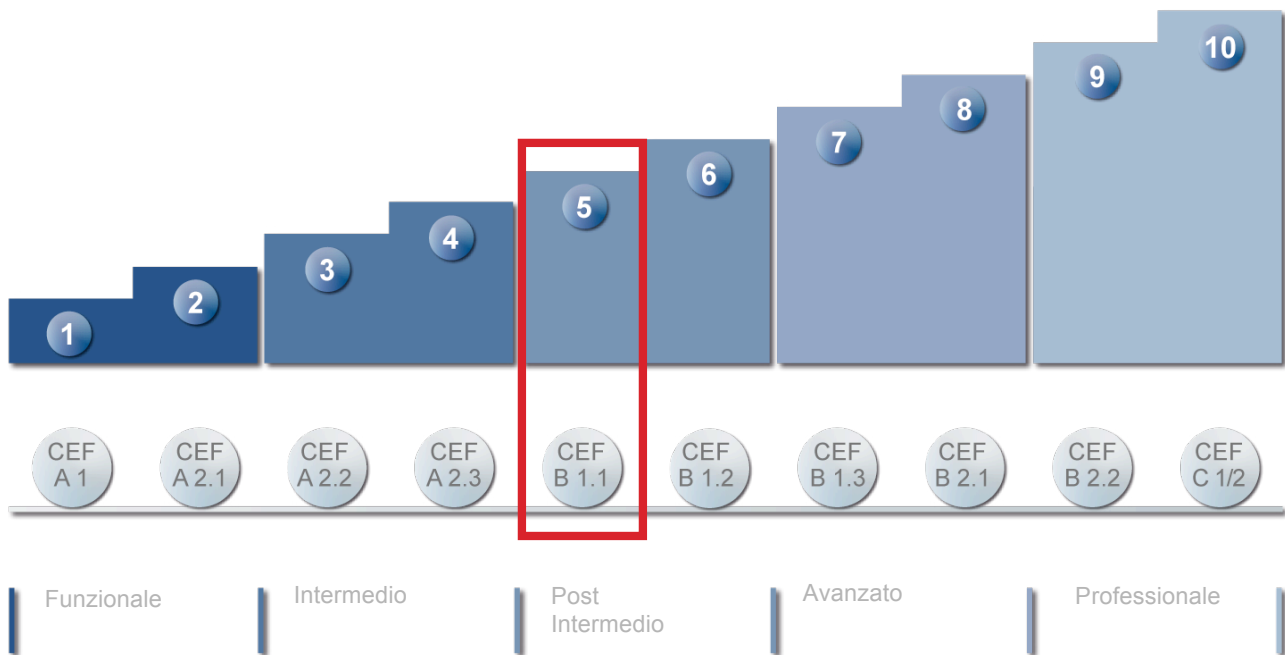 1
2
3
4
5
6
7
8
9
10
CEF
A 1
CEF
A 2.1
CEF
A 2.2
CEF
A 2.3
CEF
B 1.1
CEF
B 1.2
CEF
B 1.3
CEF
B 2.1
CEF
B 2.2
CEF
C 1/2
Funzionale
Intermedio
Post
Intermedio
Avanzato
Professionale